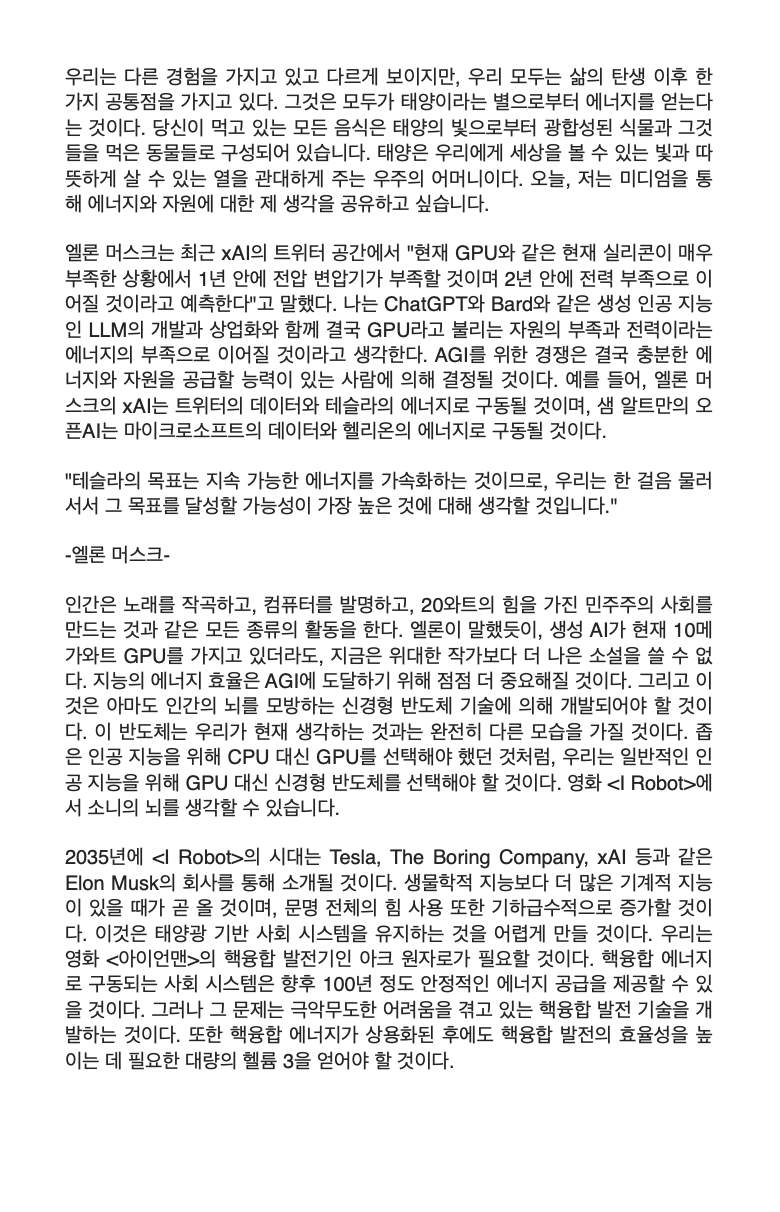 우리는 다른 경험을 가지고 있고 다르게 보이지만, 우리 모두는 삶의 탄생 이후 한
가지 공통점을 가지고 있다. 그것은 모두가 태양이라는 별으로부터 에너지를 얻는다
는 것이다. 당신이 먹고 있는 모든 음식은 태양의 빛으로부터 광합성된 식물과 그것
들을 먹은 동물들로 구성되어 있습니다. 태양은 우리에게 세상을 볼 수 있는 빛과 따
뜻하게 살 수 있는 열을 관대하게 주는 우주의 어머니이다. 오늘, 저는 미디엄을 통
해 에너지와 자원에 대한 제 생각을 공유하고 싶습니다.
엘론 머스크는 최근 xAI의 트위터 공간에서 "현재 GPU와 같은 현재 실리콘이 매우
부족한 상황에서 1년 안에 전압 변압기가 부족할 것이며 2년 안에 전력 부족으로 이
어질 것이라고 예측한다"고 말했다. 나는 ChatGPT와 Bard와 같은 생성 인공 지능
인 LLM의 개발과 상업화와 함께 결국 GPU라고 불리는 자원의 부족과 전력이라는
에너지의 부족으로 이어질 것이라고 생각한다. AGI를 위한 경쟁은 결국 충분한 에
너지와 자원을 공급할 능력이 있는 사람에 의해 결정될 것이다. 예를 들어, 엘론 머
스크의 xAI는 트위터의 데이터와 테슬라의 에너지로 구동될 것이며, 샘 알트만의 오
픈AI는 마이크로소프트의 데이터와 헬리온의 에너지로 구동될 것이다.
"테슬라의 목표는 지속 가능한 에너지를 가속화하는 것이므로, 우리는 한 걸음 물러
서서 그 목표를 달성할 가능성이 가장 높은 것에 대해 생각할 것입니다."
-엘론 머스크-
인간은 노래를 작곡하고, 컴퓨터를 발명하고, 20와트의 힘을 가진 민주주의 사회를
만드는 것과 같은 모든 종류의 활동을 한다. 엘론이 말했듯이, 생성 AI가 현재 10메
가와트 GPU를 가지고 있더라도, 지금은 위대한 작가보다 더 나은 소설을 쓸 수 없
다. 지능의 에너지 효율은 AGI에 도달하기 위해 점점 더 중요해질 것이다. 그리고 이
것은 아마도 인간의 뇌를 모방하는 신경형 반도체 기술에 의해 개발되어야 할 것이
다. 이 반도체는 우리가 현재 생각하는 것과는 완전히 다른 모습을 가질 것이다. 좁
은 인공 지능을 위해 CPU 대신 GPU를 선택해야 했던 것처럼, 우리는 일반적인 인
공 지능을 위해 GPU 대신 신경형 반도체를 선택해야 할 것이다. 영화 <I Robot>에
서 소니의 뇌를 생각할 수 있습니다.
2035년에 <I Robot>의 시대는 Tesla, The Boring Company, xAI 등과 같은
Elon Musk의 회사를 통해 소개될 것이다. 생물학적 지능보다 더 많은 기계적 지능
이 있을 때가 곧 올 것이며, 문명 전체의 힘 사용 또한 기하급수적으로 증가할 것이
다. 이것은 태양광 기반 사회 시스템을 유지하는 것을 어렵게 만들 것이다. 우리는
영화 <아이언맨>의 핵융합 발전기인 아크 원자로가 필요할 것이다. 핵융합 에너지
로 구동되는 사회 시스템은 향후 100년 정도 안정적인 에너지 공급을 제공할 수 있
을 것이다. 그러나 그 문제는 극악무도한 어려움을 겪고 있는 핵융합 발전 기술을 개
발하는 것이다. 또한 핵융합 에너지가 상용화된 후에도 핵융합 발전의 효율성을 높
이는 데 필요한 대량의 헬륨 3을 얻어야 할 것이다.